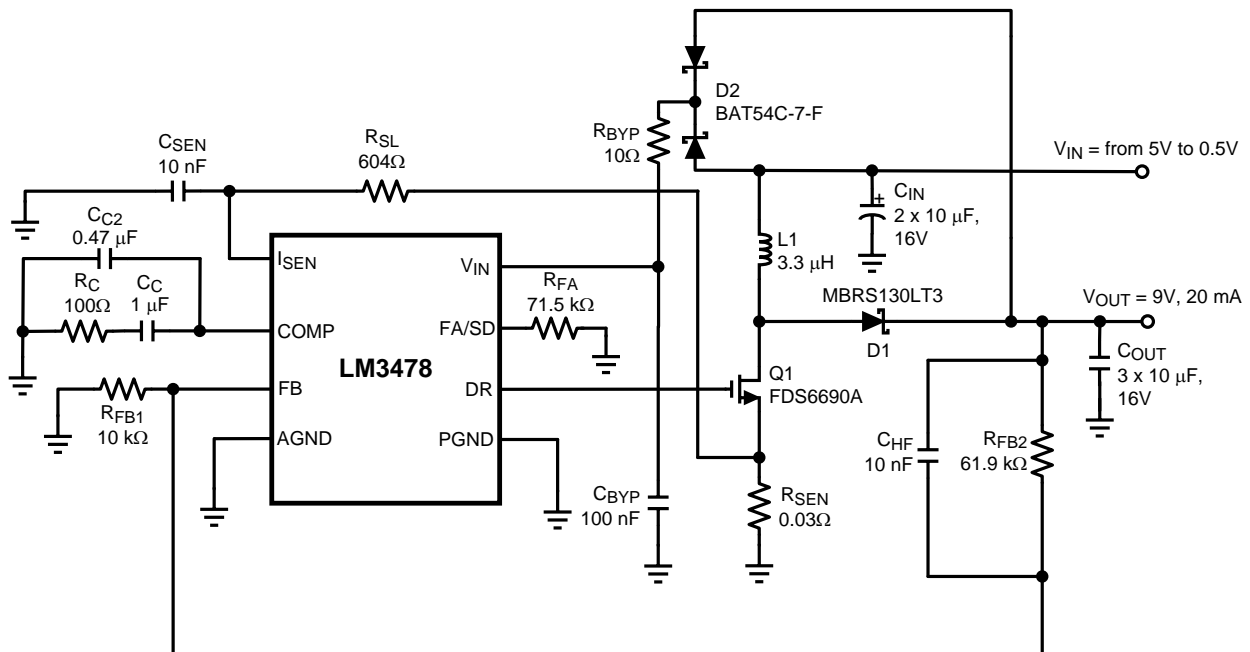 D2
BAT54C-7-F
RBYP
10Ω
VIN = from 5V to 0.5V
CSEN
10 nF
RSL
604Ω
CIN
2 x 10 µF,
16V
CC2
0.47 µF
L1
3.3 µH
RC
100Ω
CC
1 µF
ISEN
COMP
FB
AGND
LM3478
VIN
FA/SD
DR
PGND
RFA
71.5 kΩ
MBRS130LT3
D1
VOUT = 9V, 20 mA
COUT
3 x 10 µF,
16V
Q1
FDS6690A
RFB1
10 kΩ
CHF
10 nF
RFB2
61.9 kΩ
CBYP
100 nF
RSEN
0.03Ω
+